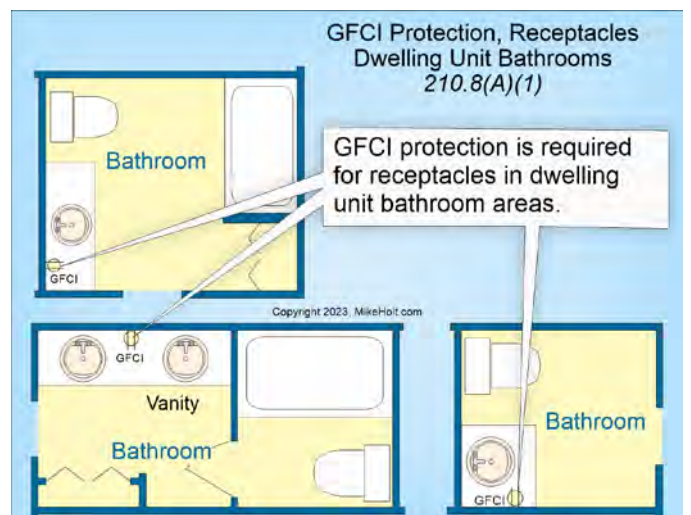 GFCI Protection, Receptacles
Dwelling Unit Bathrooms
210.8(A)(1)
GFCI protection is required
for receptacles in dwelling
unit bathroom areas.
Bathroom
GFCI
Copyright 2023, MikeHolt.com
GFCI
Vanity
Bathroom
Bathroom
GFCI